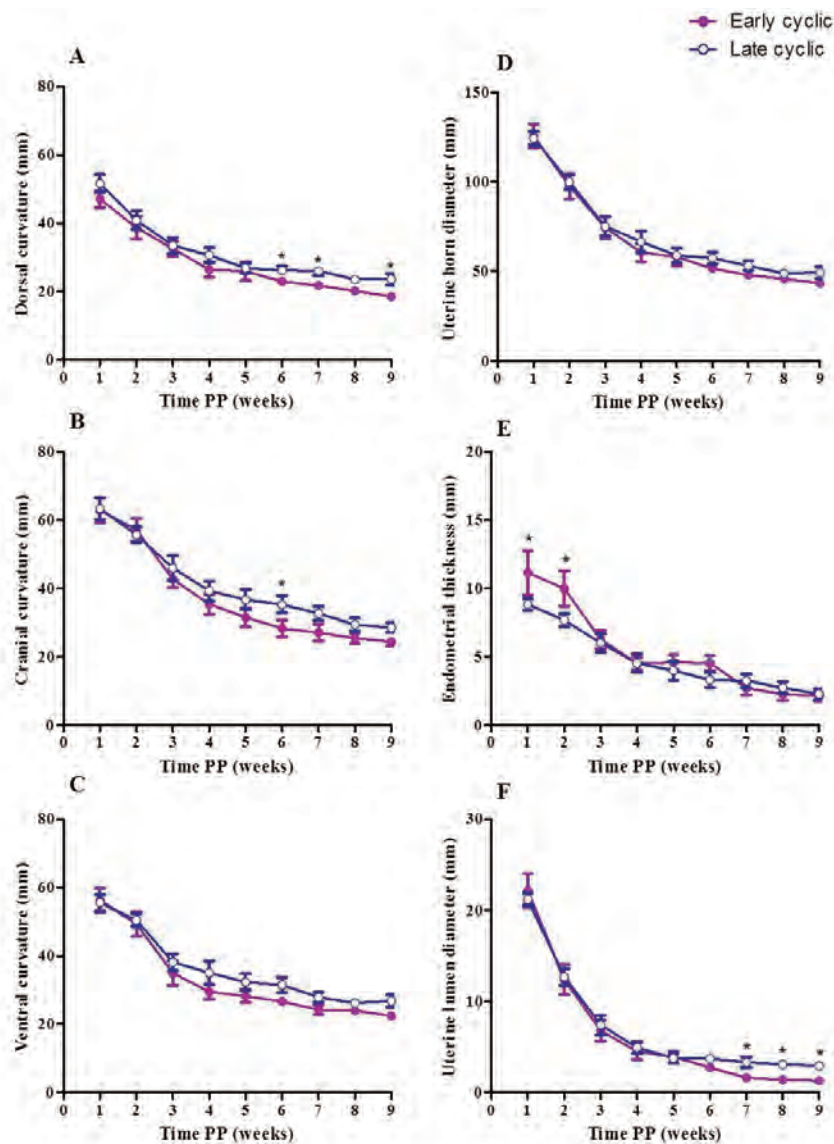 Early cyclic
Late cyclic
A
Dorsal curvature (mm)
80
60
40
20
0
* * *
0 1 2 3 4 5 6 7 8 9
Time PP (weeks)
B
Cranial curvature (mm)
80
60
40
20
0
*
0 1 2 3 4 5 6 7 8 9
Time PP (weeks)
C
Ventral curvature (mm)
80
60
40
20
0
0 1 2 3 4 5 6 7 8 9
Time PP (weeks)
D
Uterine horn diameter (mm)
150
100
50
0
0 1 2 3 4 5 6 7 8 9
Time PP (weeks)
E
Endometrial thickness (mm)
20
15
10
5
0
* *
0 1 2 3 4 5 6 7 8 9
Time PP (weeks)
F
Uterine lumen diameter (mm)
30
20
10
0
* * *
0 1 2 3 4 5 6 7 8 9
Time PP (weeks)